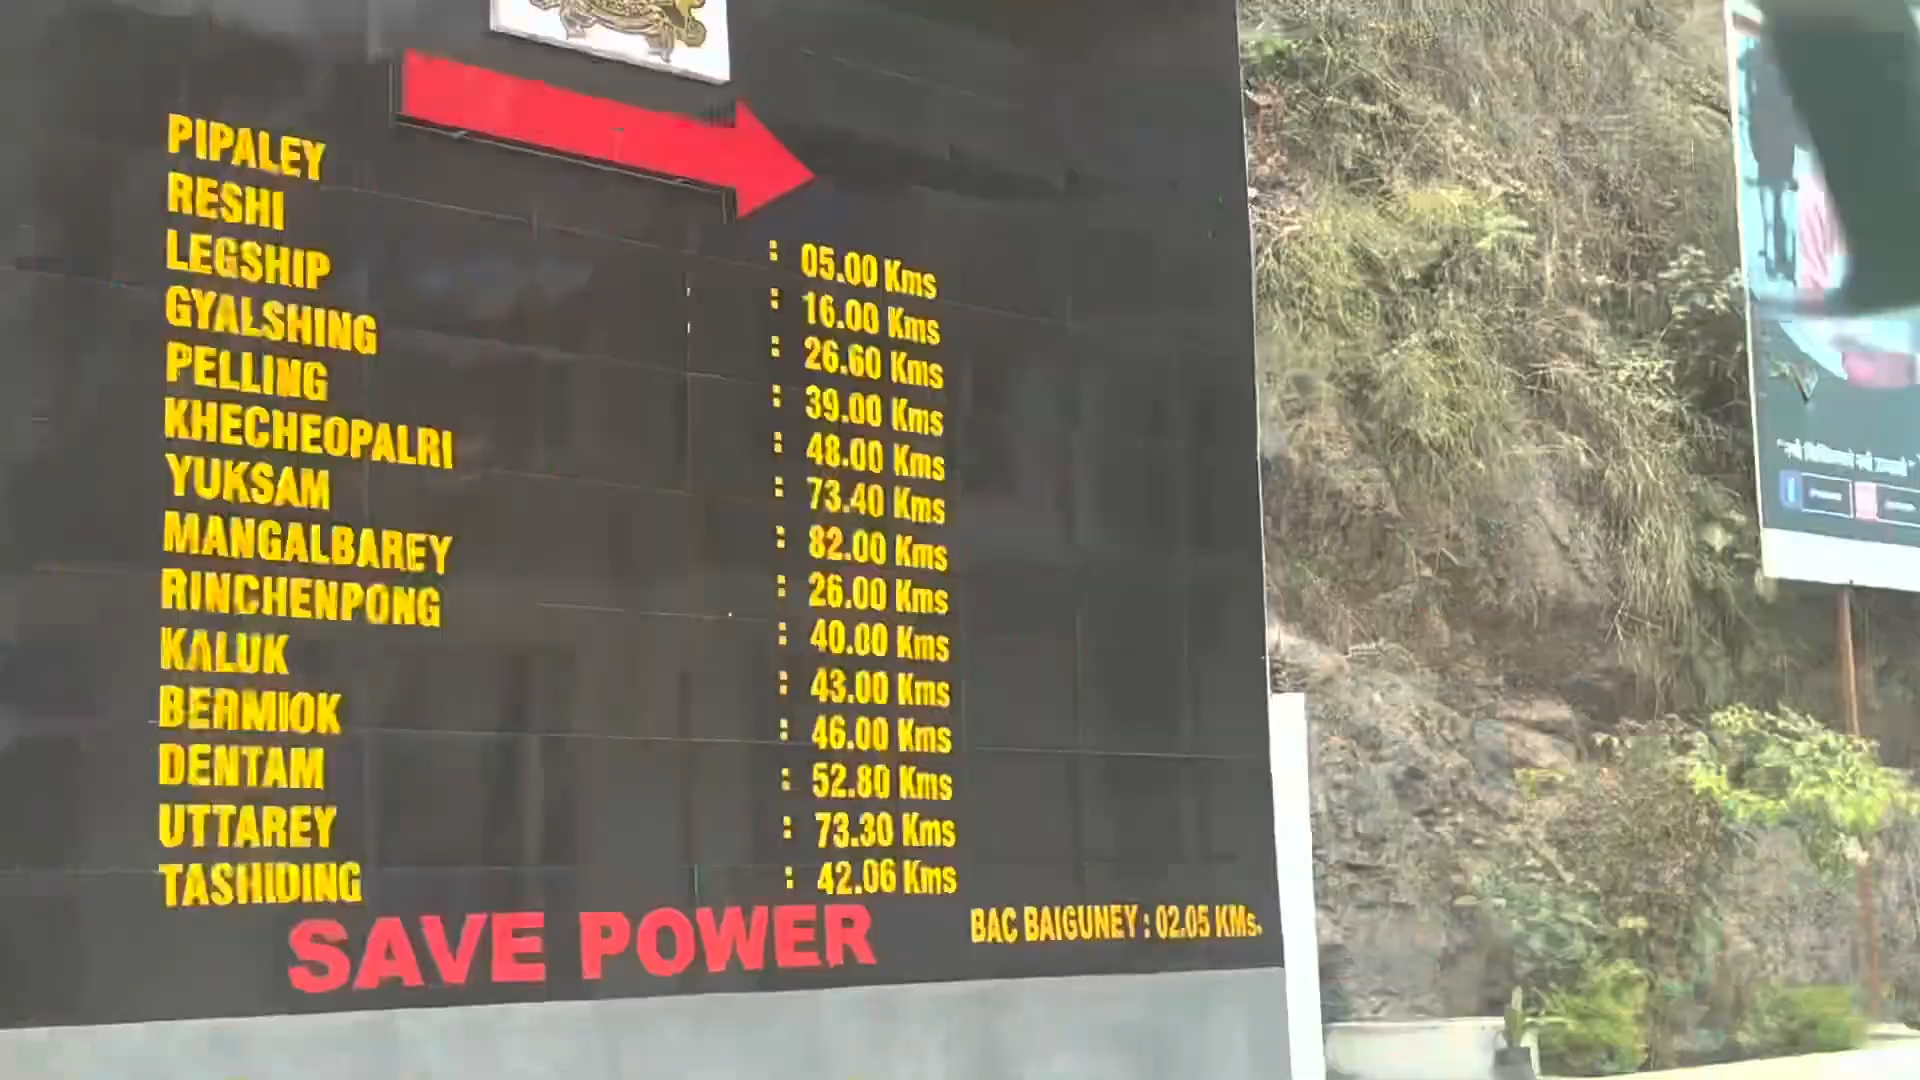 PIPALEY : 05.00 Kms
RESHI : 16.00 Kms
LEGSHIP : 26.60 Kms
GYALSHING : 39.00 Kms
PELLING : 48.00 Kms
KHECHEOPALRI : 73.40 Kms
YUKSAM : 82.00 Kms
MANGALBAREY : 26.00 Kms
RINCHENPONG : 40.00 Kms
KALUK : 43.00 Kms
BERMIOK : 46.00 Kms
DENTAM : 52.80 Kms
UTTAREY : 73.30 Kms
TASHIDING : 42.06 Kms
SAVE POWER
BAC BAIGUNEY : 02.05 KMs.